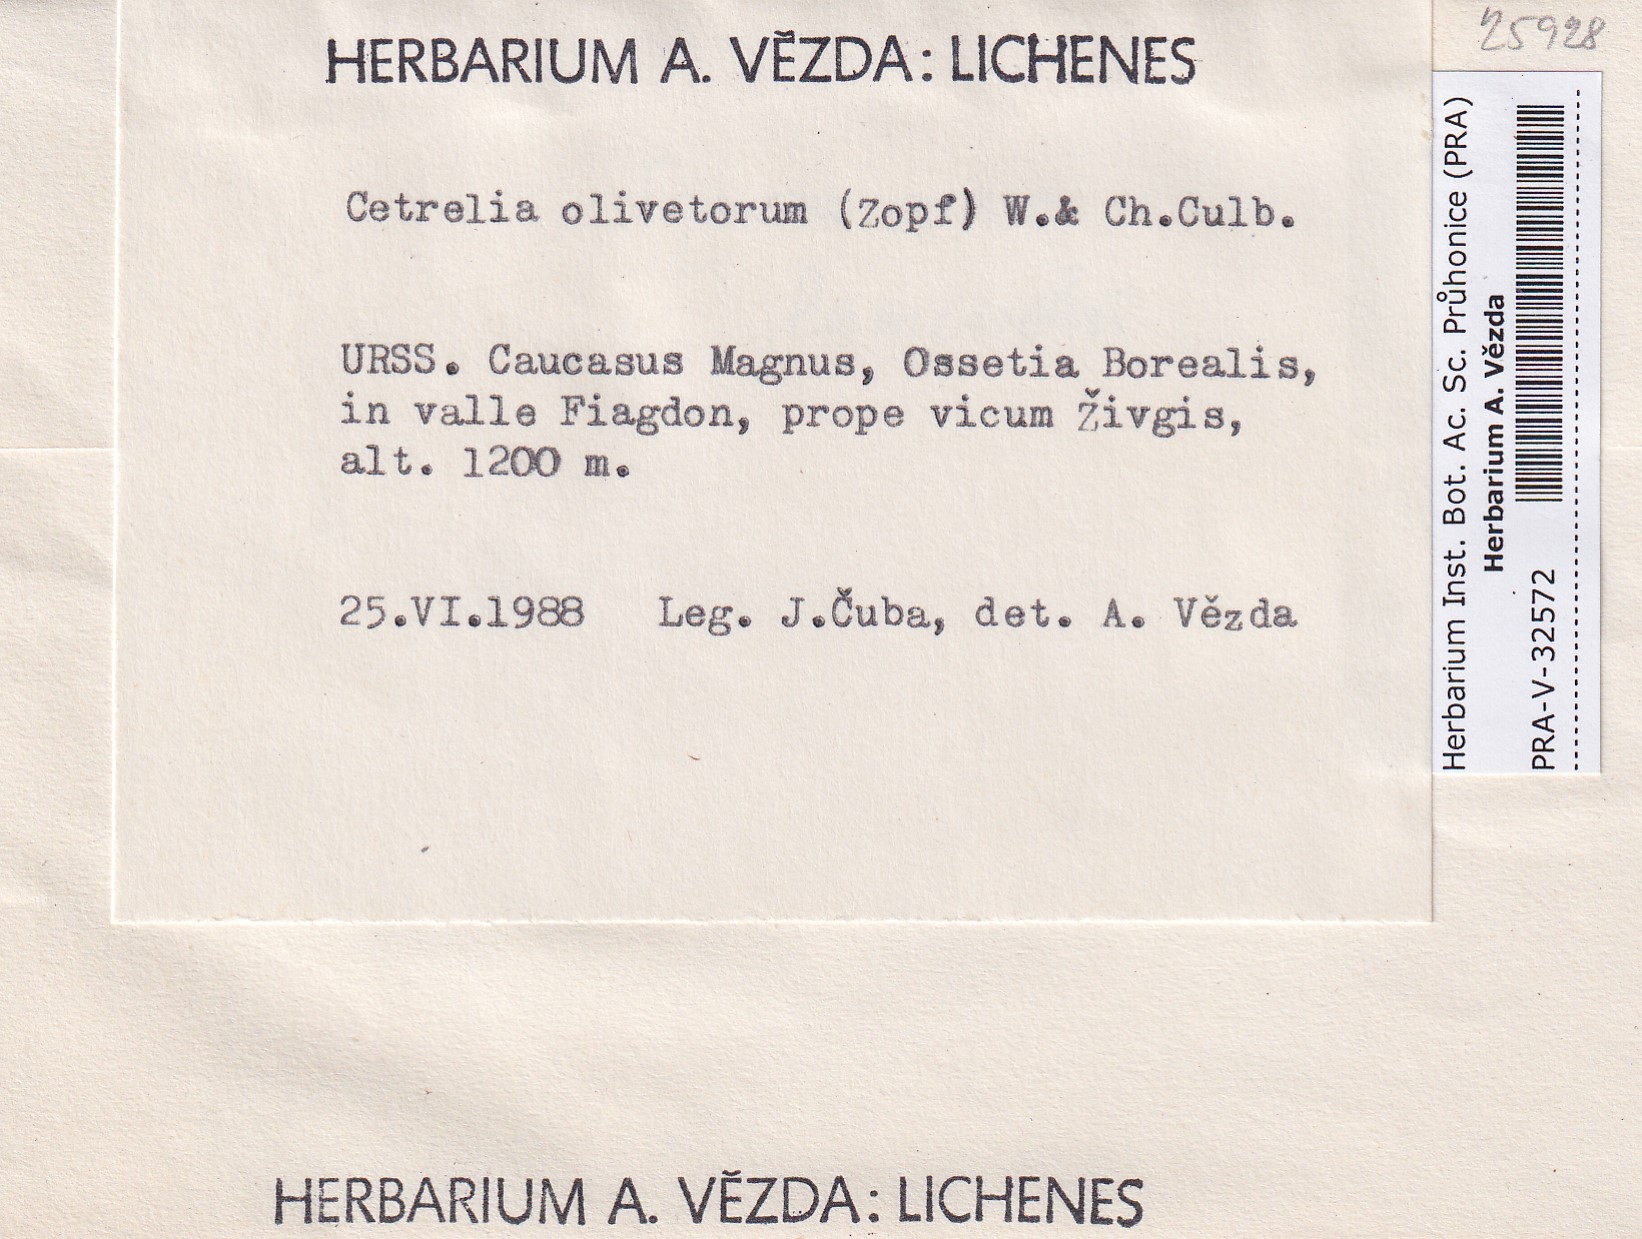 25928
HERBARIUM A. VĚZDA: LICHENES
Cetrelia olivetorum (Zopf) W.& Ch.Culb.
URSS. Caucasus Magnus, Ossetia Borealis,
in valle Fiagdon, prope vicum Živgis,
alt. 1200 m.
25.VI.1988 Leg. J.Čuba, det. A. Vězda
Herbarium Inst. Bot. Ac. Sc. Průhonice (PRA)
Herbarium A. Vězda
PRA-V-32572
HERBARIUM A. VĚZDA: LICHENES